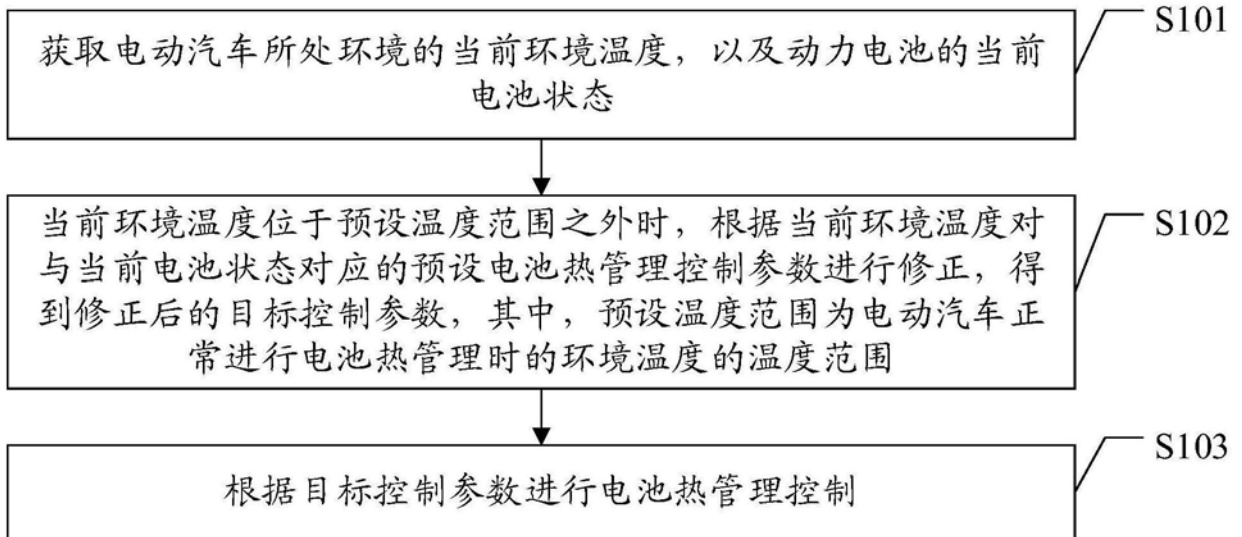 S101
获取电动汽车所处环境的当前环境温度，以及动力电池的当前
电池状态
S102
当前环境温度位于预设温度范围之外时，根据当前环境温度对
与当前电池状态对应的预设电池热管理控制参数进行修正，得
到修正后的目标控制参数，其中，预设温度范围为电动汽车正
常进行电池热管理时的环境温度的温度范围
S103
根据目标控制参数进行电池热管理控制